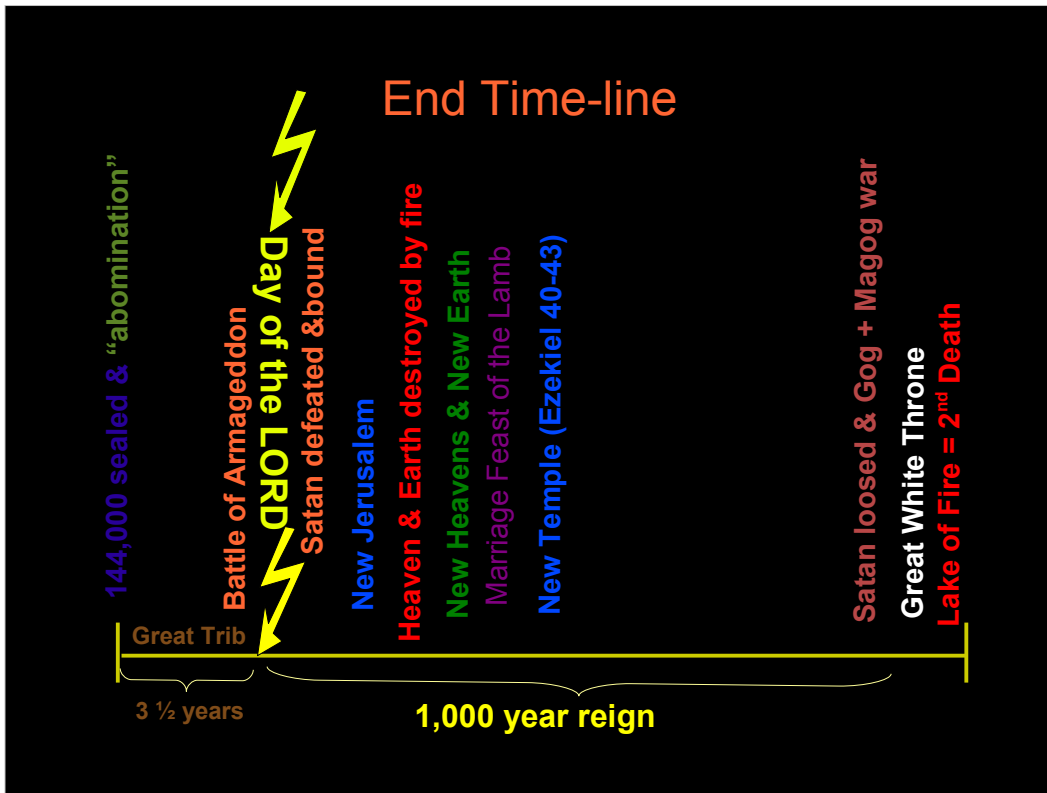 End Time-line
144,000 sealed & “abomination”
Battle of Armageddon
Day of the LORD
Satan defeated &bound
New Jerusalem
Heaven & Earth destroyed by fire
New Heavens & New Earth
Marriage Feast of the Lamb
New Temple (Ezekiel 40-43)
Satan loosed & Gog + Magog war
Great White Throne
Lake of Fire = 2nd Death
Great Trib
3 ½ years
1,000 year reign